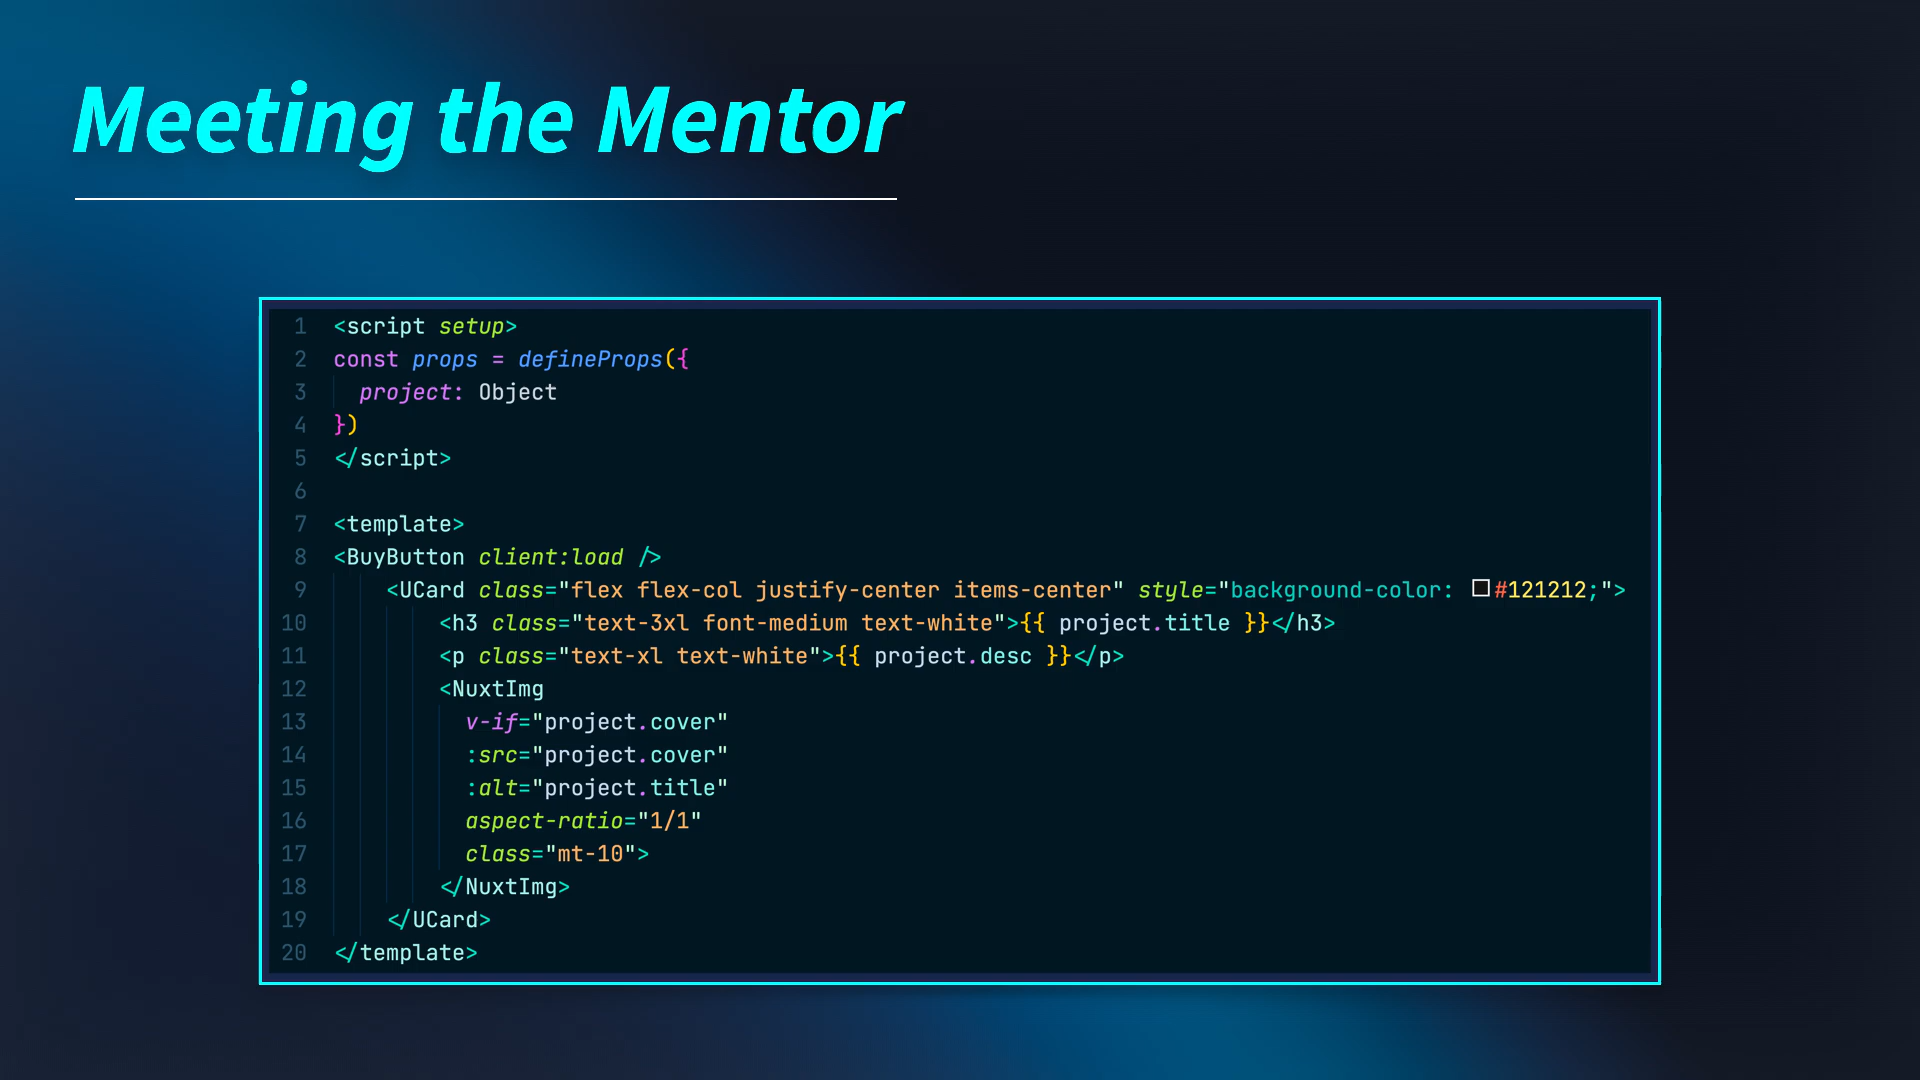 Meeting the Mentor
1 <script setup>
2 const props = defineProps({
3   project: Object
4 })
5 </script>
6
7 <template>
8 <BuyButton client:load />
9     <UCard class="flex flex-col justify-center items-center" style="background-color: #121212;">
10         <h3 class="text-3xl font-medium text-white">{{ project.title }}</h3>
11         <p class="text-xl text-white">{{ project.desc }}</p>
12         <NuxtImg
13           v-if="project.cover"
14           :src="project.cover"
15           :alt="project.title"
16           aspect-ratio="1/1"
17           class="mt-10">
18         </NuxtImg>
19     </UCard>
20 </template>